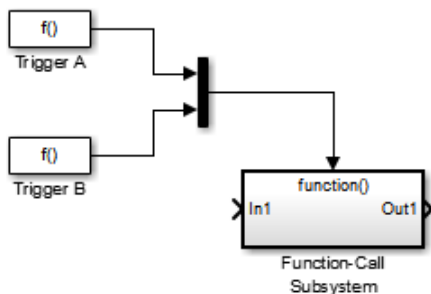 f()
Trigger A
f()
Trigger B
function()
In1 Out1
Function-Call
Subsystem